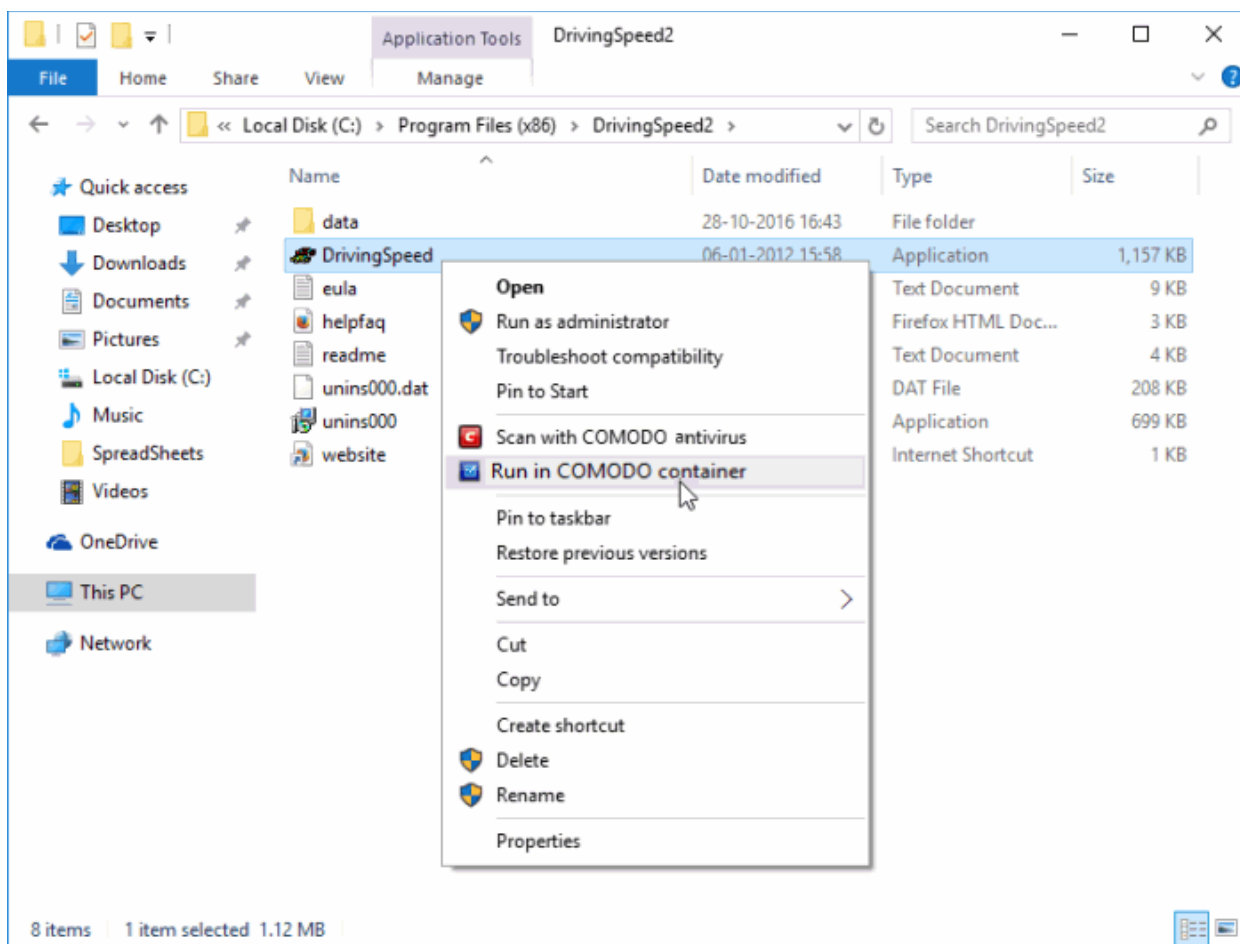 Application Tools DrivingSpeed2
File Home Share View Manage
« Local Disk (C:) > Program Files (x86) > DrivingSpeed2 > Search DrivingSpeed2
Name Date modified Type Size
Quick access
Desktop
Downloads
Documents
Pictures
Local Disk (C:)
Music
SpreadSheets
Videos
OneDrive
This PC
Network
data 28-10-2016 16:43 File folder
DrivingSpeed 06-01-2012 15:58 Application 1,157 KB
eula Text Document 9 KB
helpfaq Firefox HTML Doc... 3 KB
readme Text Document 4 KB
unins000.dat DAT File 208 KB
unins000 Application 699 KB
website Internet Shortcut 1 KB
Open
Run as administrator
Troubleshoot compatibility
Pin to Start
Scan with COMODO antivirus
Run in COMODO container
Pin to taskbar
Restore previous versions
Send to
Cut
Copy
Create shortcut
Delete
Rename
Properties
8 items 1 item selected 1.12 MB